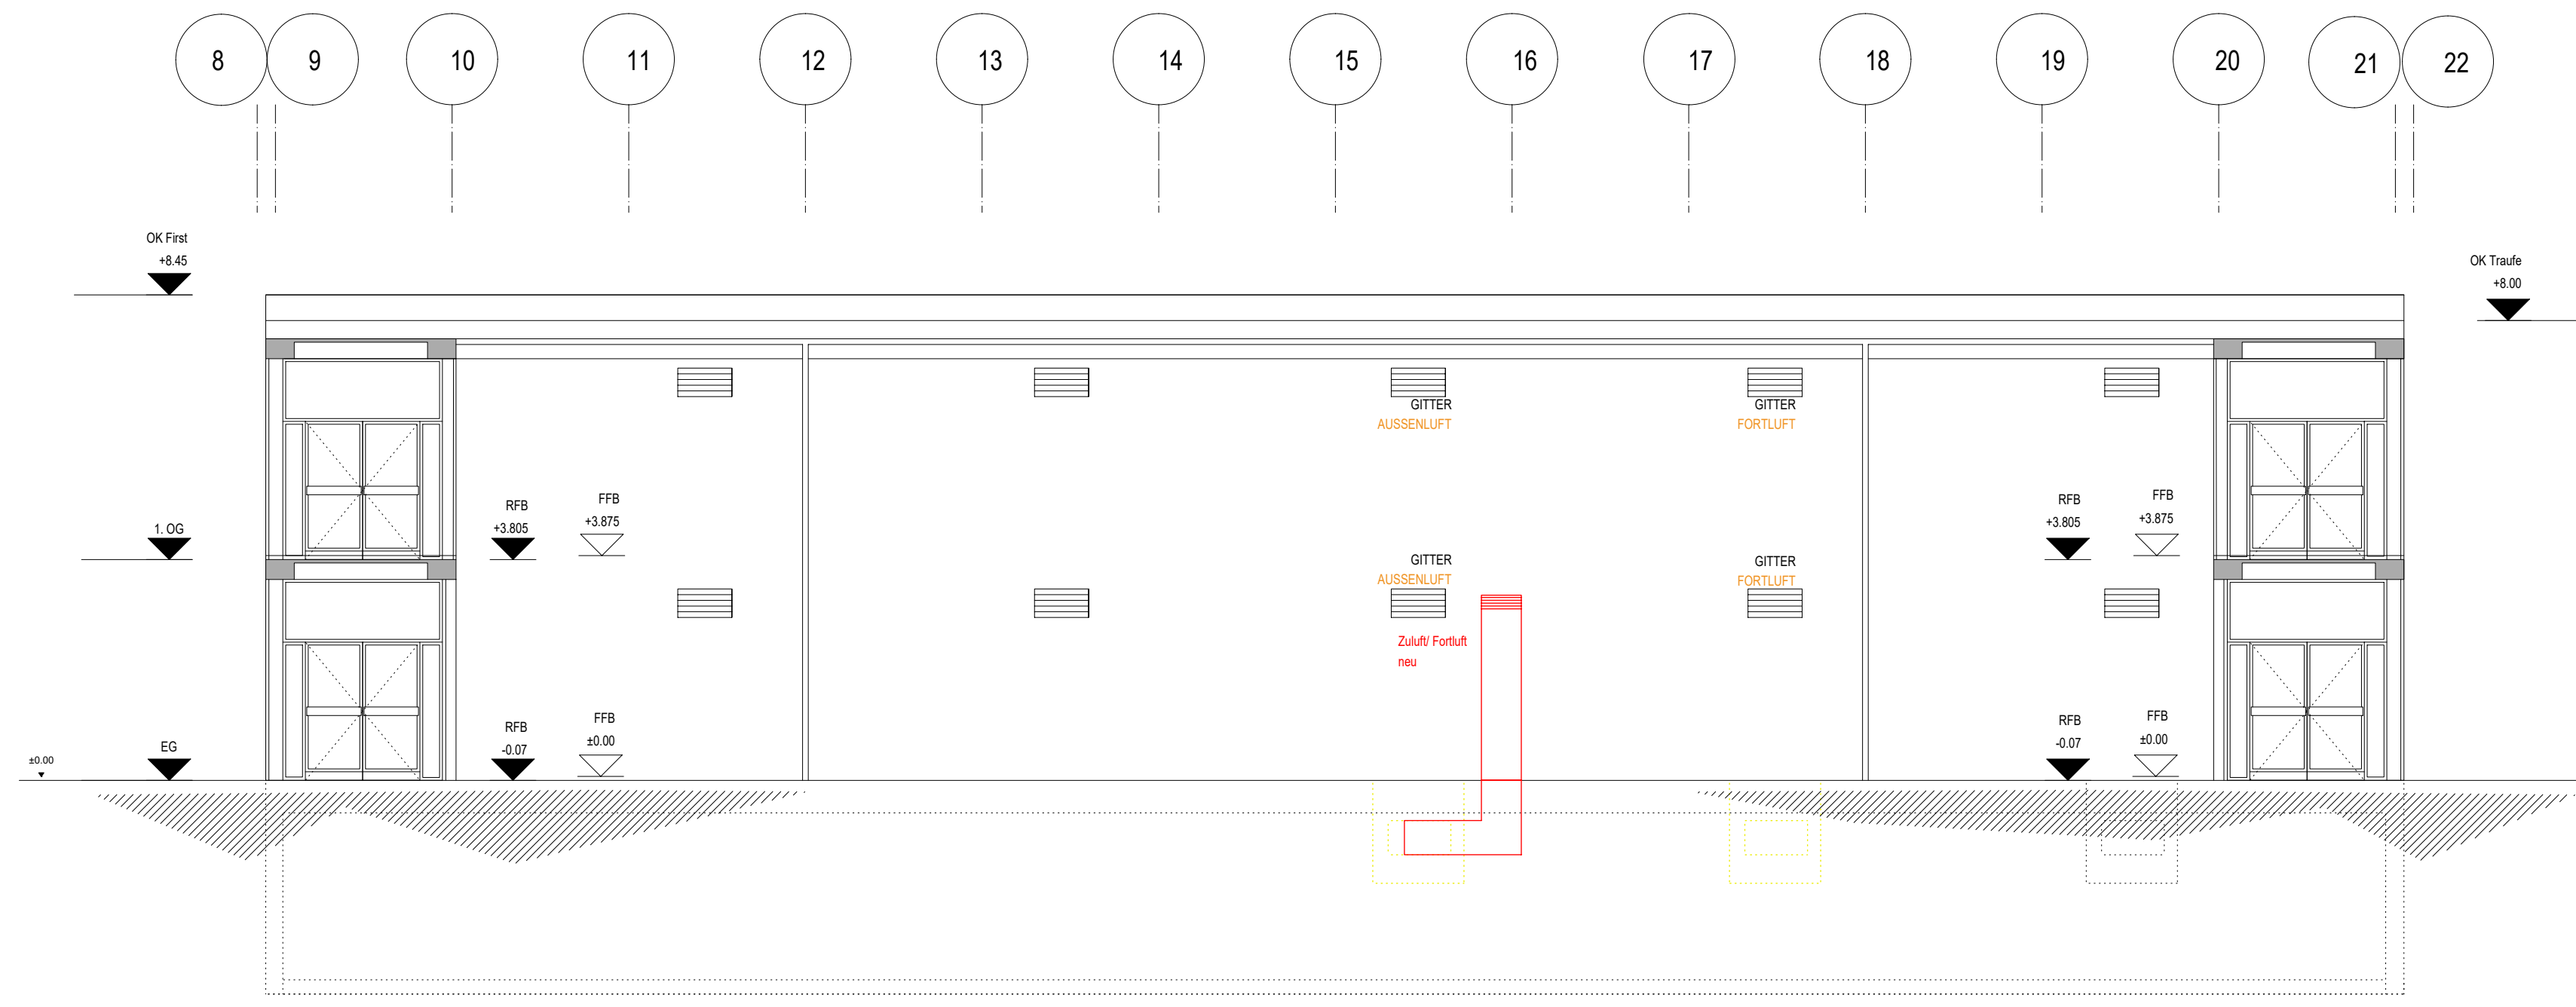 8 9 10 11 12 13 14 15 16 17 18 19 20 21 22
OK First
+8.45
OK Traufe
+8.00
GITTER
AUSSENLUFT
GITTER
FORTLUFT
1. OG
RFB
+3.805
FFB
+3.875
RFB
+3.805
FFB
+3.875
GITTER
AUSSENLUFT
GITTER
FORTLUFT
Zuluft/ Fortluft
neu
±0.00
EG
RFB
-0.07
FFB
±0.00
RFB
-0.07
FFB
±0.00